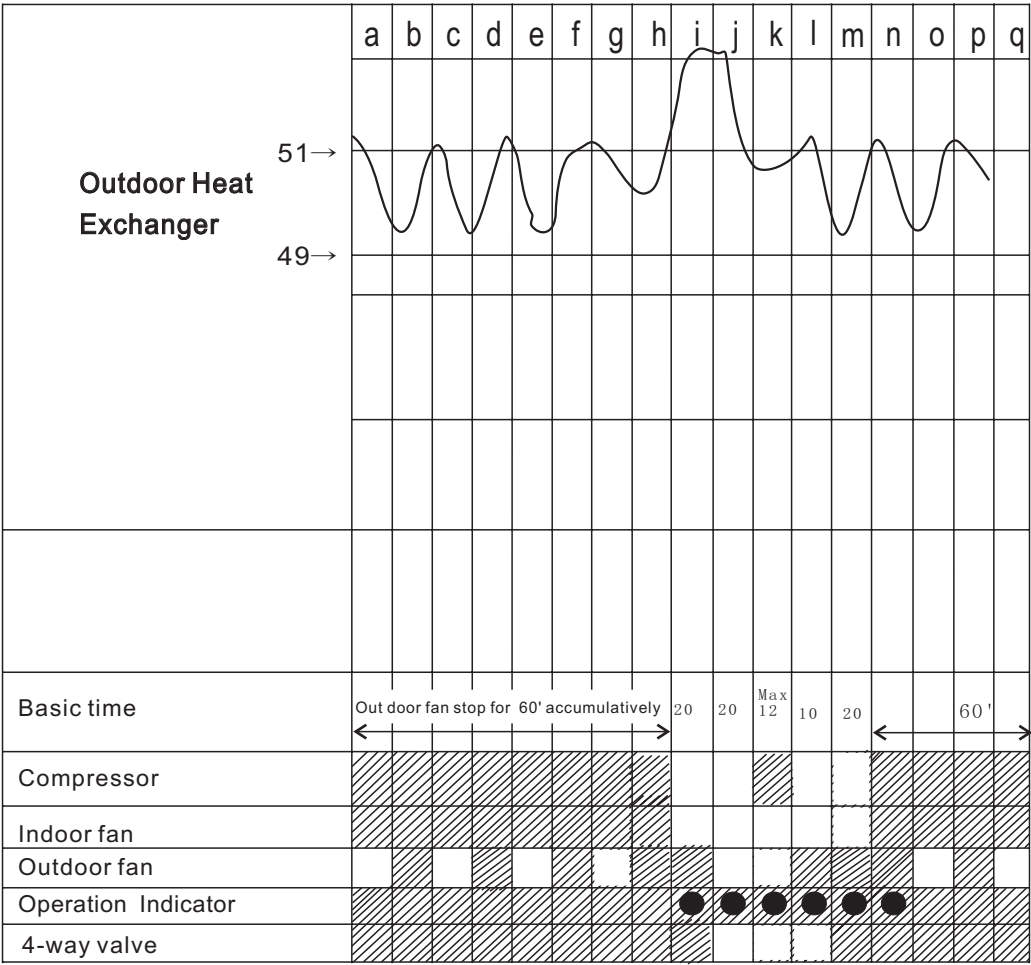 a b c d e f g h i j k l m n o p q
51→
Outdoor Heat
Exchanger
49→
Basic time
Out door fan stop for 60' accumulatively 20 20 Max 12 10 20 60'
Compressor
Indoor fan
Outdoor fan
Operation Indicator
4-way valve